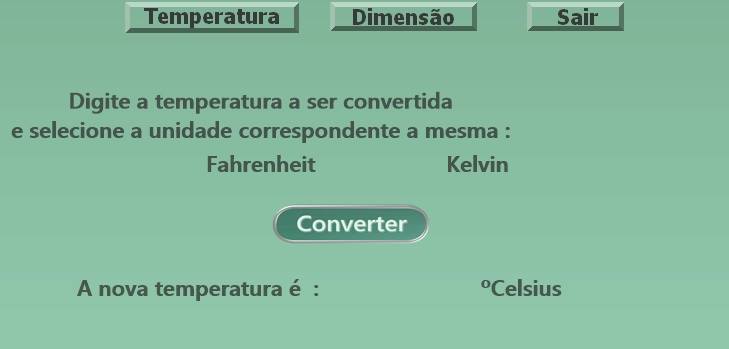 Temperatura Dimensão Sair
Digite a temperatura a ser convertida
e selecione a unidade correspondente a mesma :
Fahrenheit Kelvin
Converter
A nova temperatura é : ºCelsius